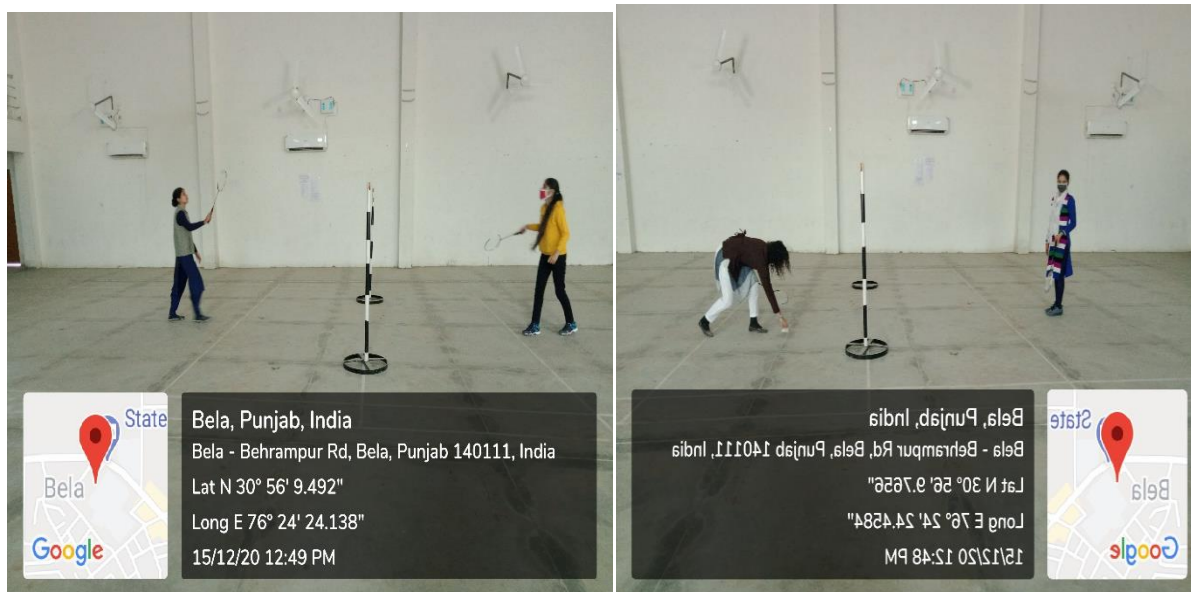 State
Bela
Google
Bela, Punjab, India
Bela - Behrampur Rd, Bela, Punjab 140111, India
Lat N 30° 56' 9.492"
Long E 76° 24' 24.138"
15/12/20 12:49 PM
Bela, Punjab, India
Bela - Behrampur Rd, Bela, Punjab 140111, India
Lat N 30° 56' 9.7656"
Long E 76° 24' 24.4584"
15/12/20 12:48 PM
State
Bela
Google